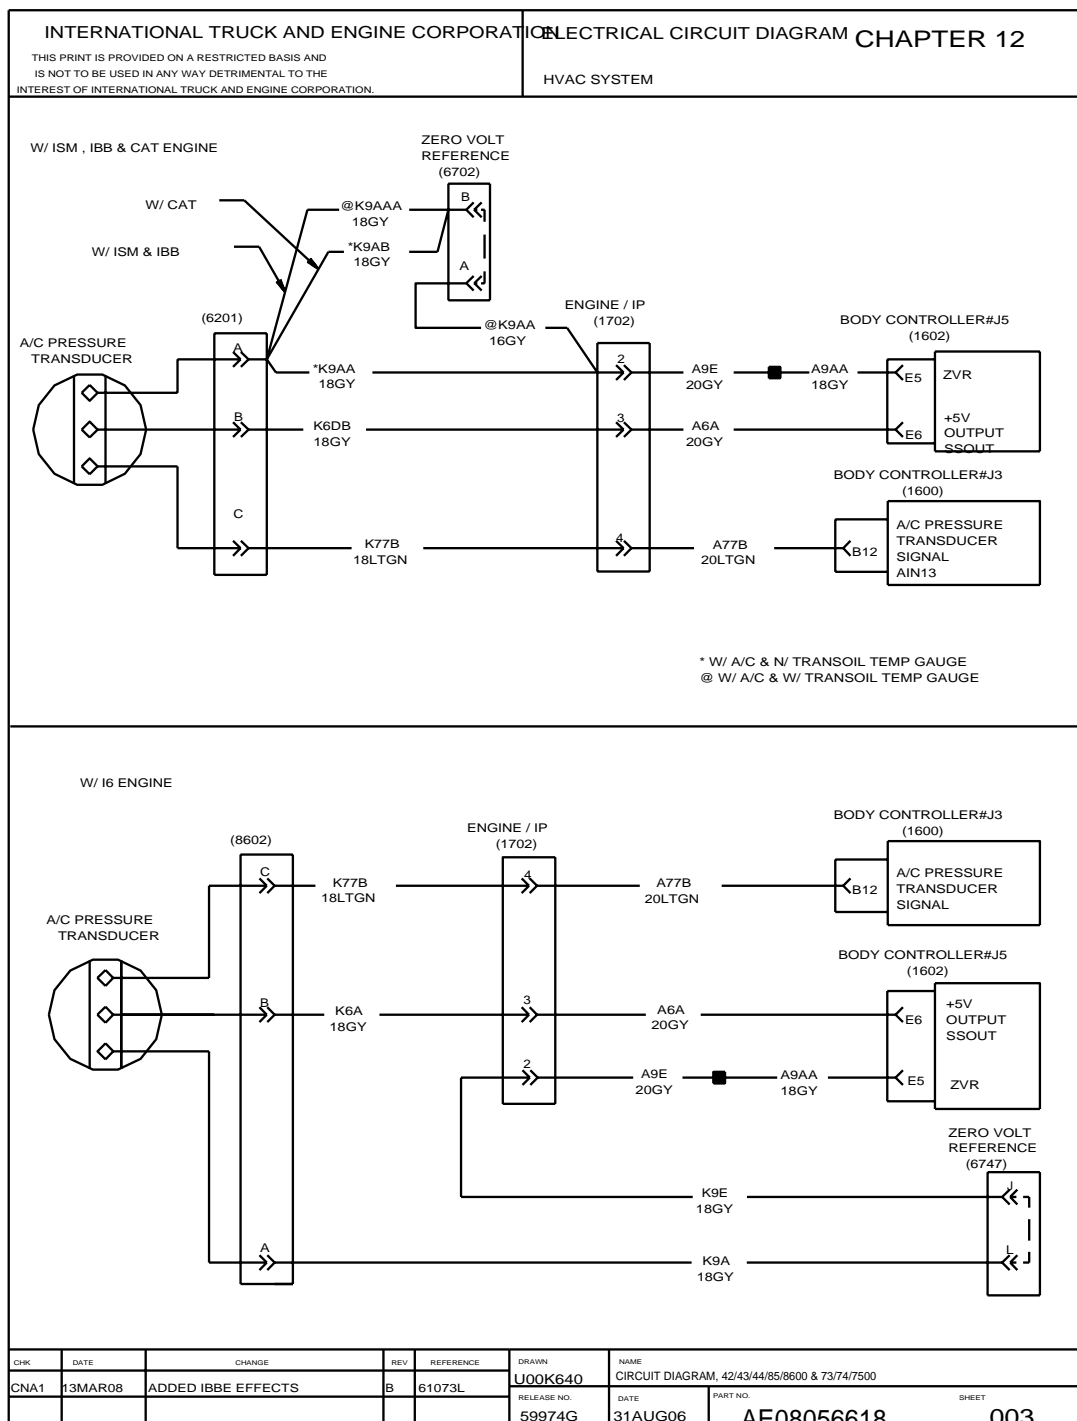 INTERNATIONAL TRUCK AND ENGINE CORPORATION
THIS PRINT IS PROVIDED ON A RESTRICTED BASIS AND
IS NOT TO BE USED IN ANY WAY DETRIMENTAL TO THE
INTEREST OF INTERNATIONAL TRUCK AND ENGINE CORPORATION.
ELECTRICAL CIRCUIT DIAGRAM CHAPTER 12
HVAC SYSTEM
W/ ISM , IBB & CAT ENGINE
ZERO VOLT
REFERENCE
(6702)
B
A
W/ CAT
W/ ISM & IBB
@K9AAA
18GY
*K9AB
18GY
@K9AA
16GY
(6201)
A
B
C
A/C PRESSURE
TRANSDUCER
*K9AA
18GY
K6DB
18GY
K77B
18LTGN
ENGINE / IP
(1702)
2
3
4
A9E
20GY
A9AA
18GY
A6A
20GY
A77B
20LTGN
BODY CONTROLLER#J5
(1602)
E5
ZVR
E6
+5V
OUTPUT
SSOUT
BODY CONTROLLER#J3
(1600)
B12
A/C PRESSURE
TRANSDUCER
SIGNAL
AIN13
* W/ A/C & N/ TRANSOIL TEMP GAUGE
@ W/ A/C & W/ TRANSOIL TEMP GAUGE
W/ I6 ENGINE
(8602)
C
B
A
A/C PRESSURE
TRANSDUCER
K77B
18LTGN
K6A
18GY
ENGINE / IP
(1702)
4
3
2
A77B
20LTGN
A6A
20GY
A9E
20GY
A9AA
18GY
BODY CONTROLLER#J3
(1600)
B12
A/C PRESSURE
TRANSDUCER
SIGNAL
BODY CONTROLLER#J5
(1602)
E6
+5V
OUTPUT
SSOUT
E5
ZVR
ZERO VOLT
REFERENCE
(6747)
J
L
K9E
18GY
K9A
18GY
CHK DATE CHANGE REV REFERENCE
CNA1 13MAR08 ADDED IBBE EFFECTS B 61073L
DRAWN
U00K640
NAME
CIRCUIT DIAGRAM, 42/43/44/85/8600 & 73/74/7500
RELEASE NO.
59974G
DATE
31AUG06
PART NO.
AE08056618
SHEET
003